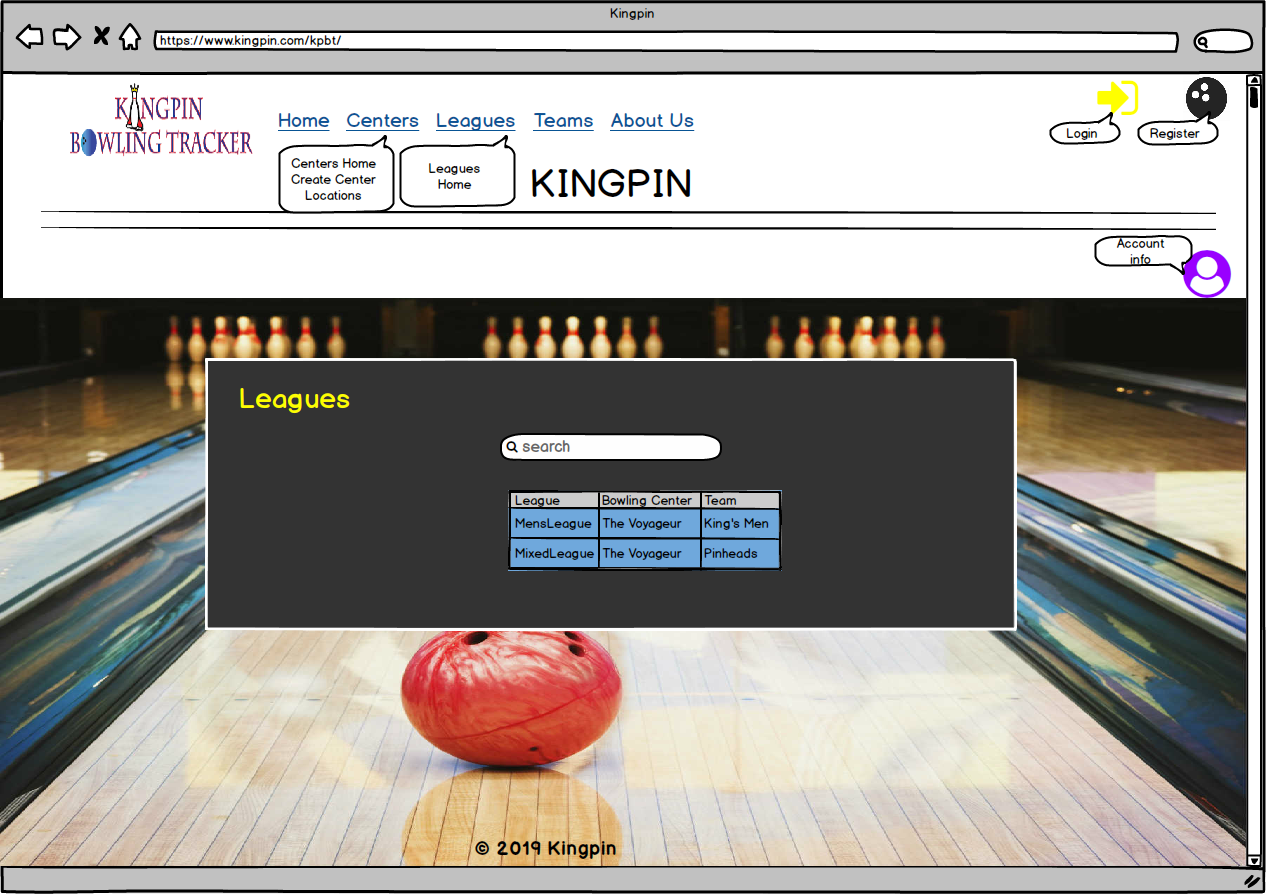 Kingpin
https://www.kingpin.com/kpbt/
KINGPIN
BOWLING TRACKER
Home Centers Leagues Teams About Us
Login
Register
Centers Home
Create Center
Locations
Leagues
Home
KINGPIN
Account
info
Leagues
search
League Bowling Center Team
MensLeague The Voyageur King's Men
MixedLeague The Voyageur Pinheads
© 2019 Kingpin